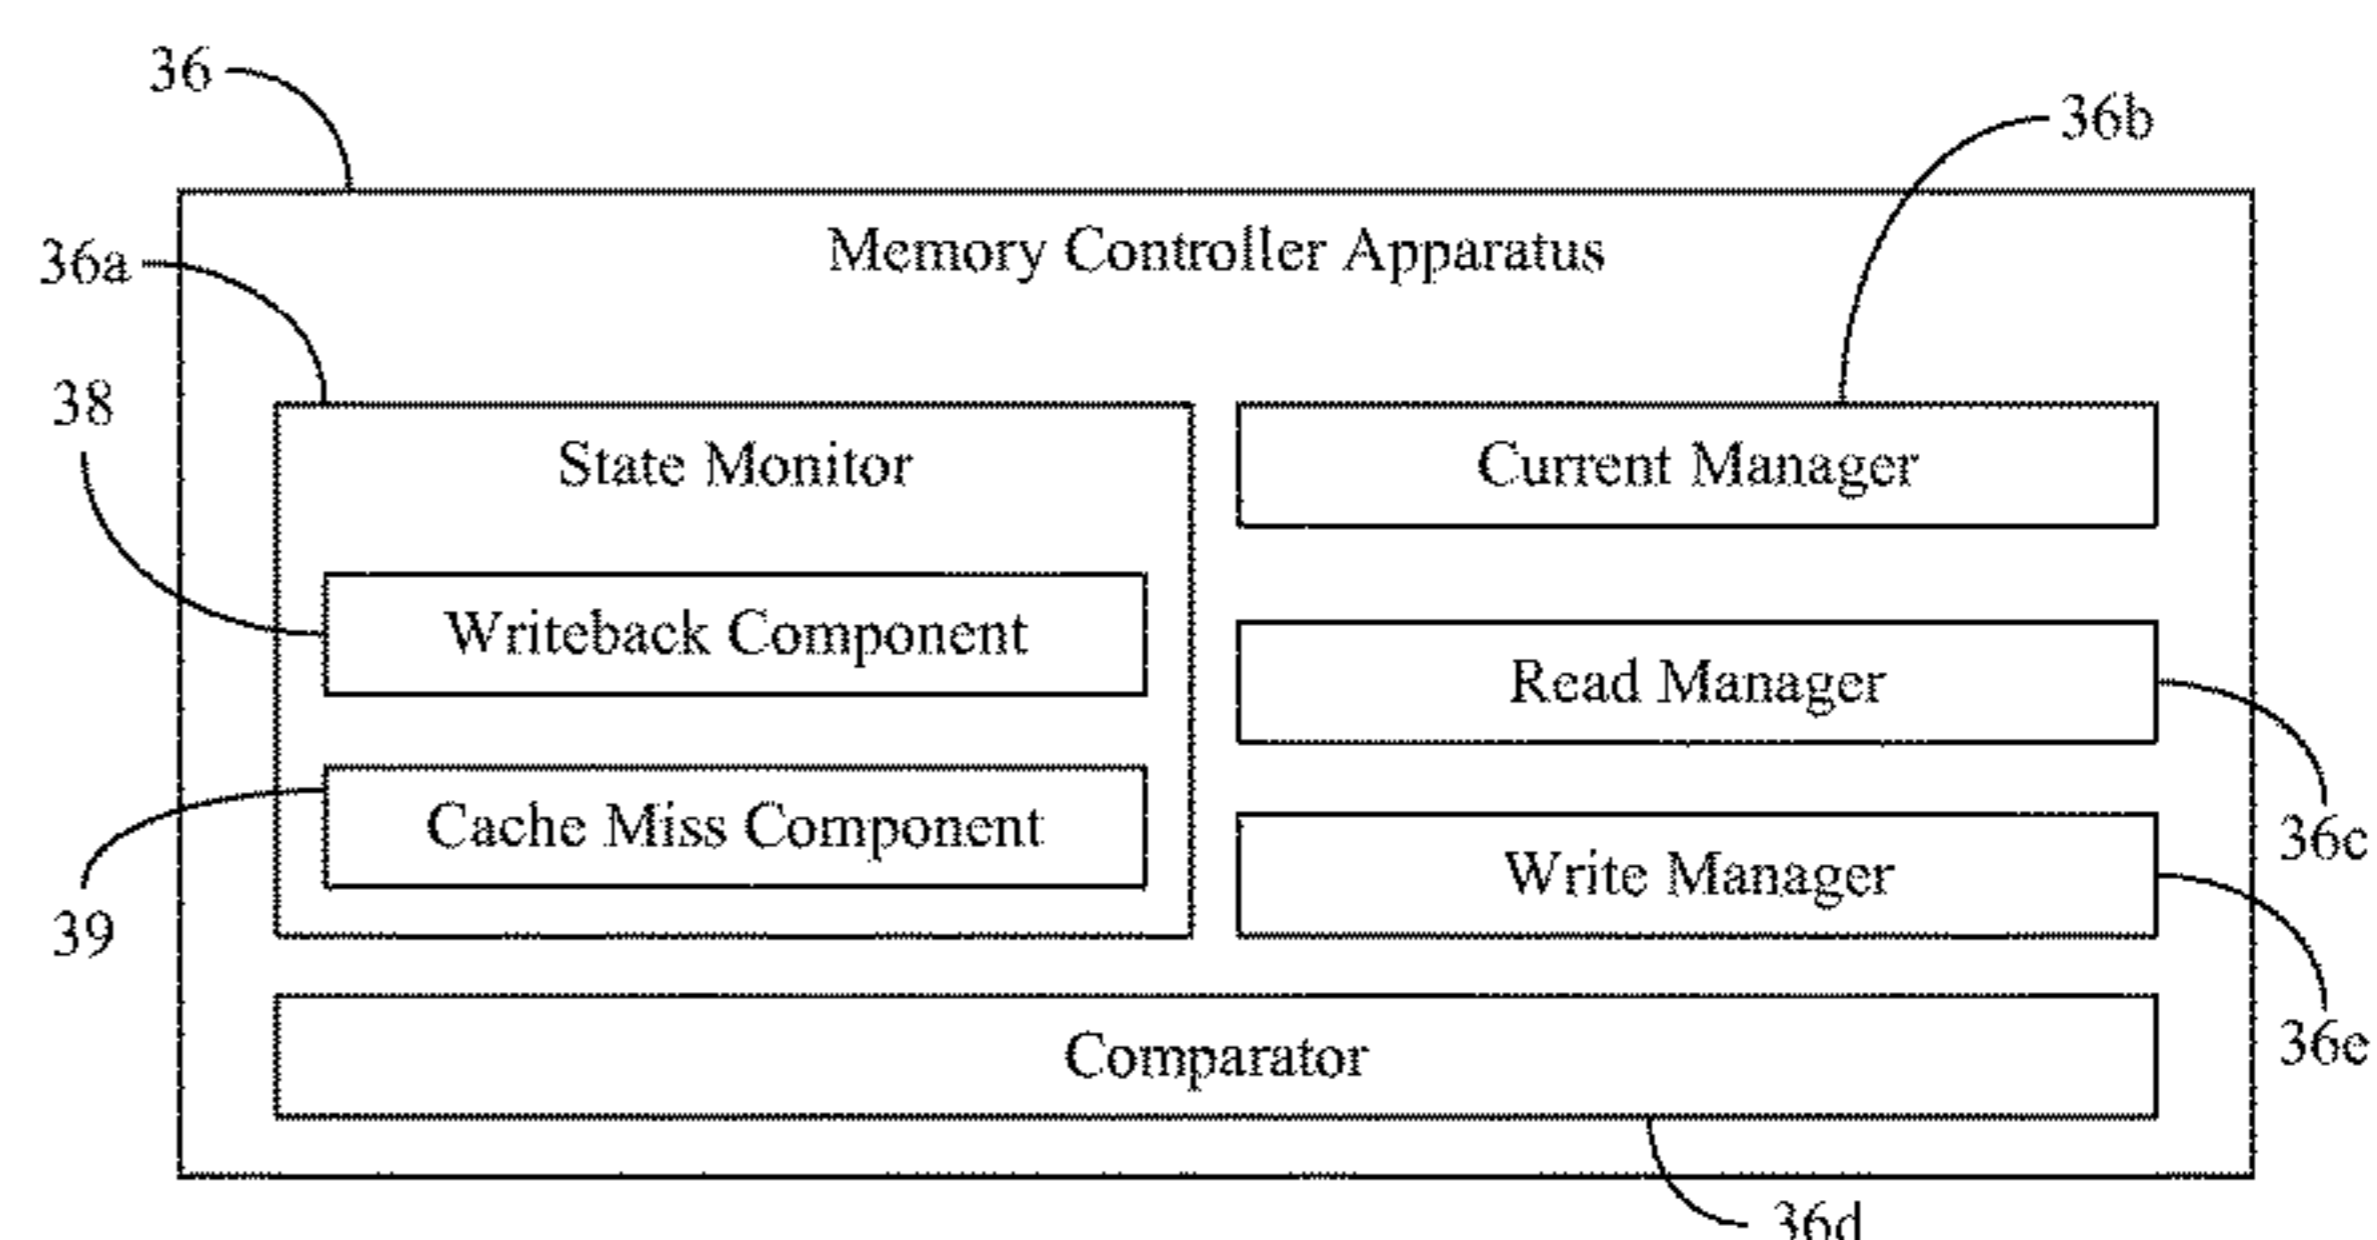 36
36b
Memory Controller Apparatus
36a
38
State Monitor
Current Manager
Writeback Component
Read Manager
Cache Miss Component
36c
Write Manager
39
36e
Comparator
36d